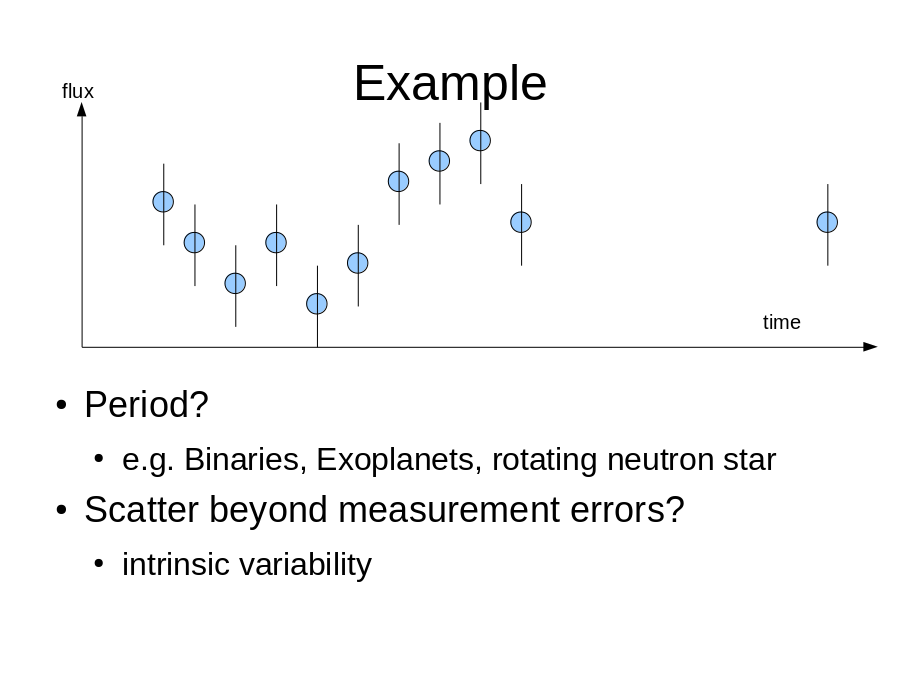 Example
flux
time
• Period?
• e.g. Binaries, Exoplanets, rotating neutron star
• Scatter beyond measurement errors?
• intrinsic variability